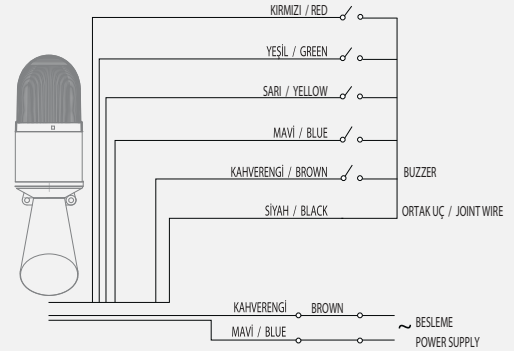 KIRMIZI / RED
YEŞİL / GREEN
SARI / YELLOW
MAVİ / BLUE
KAHVERENGİ / BROWN BUZZER
SİYAH / BLACK ORTAK UÇ / JOINT WIRE
KAHVERENGİ BROWN
~ BESLEME
MAVİ / BLUE POWER SUPPLY